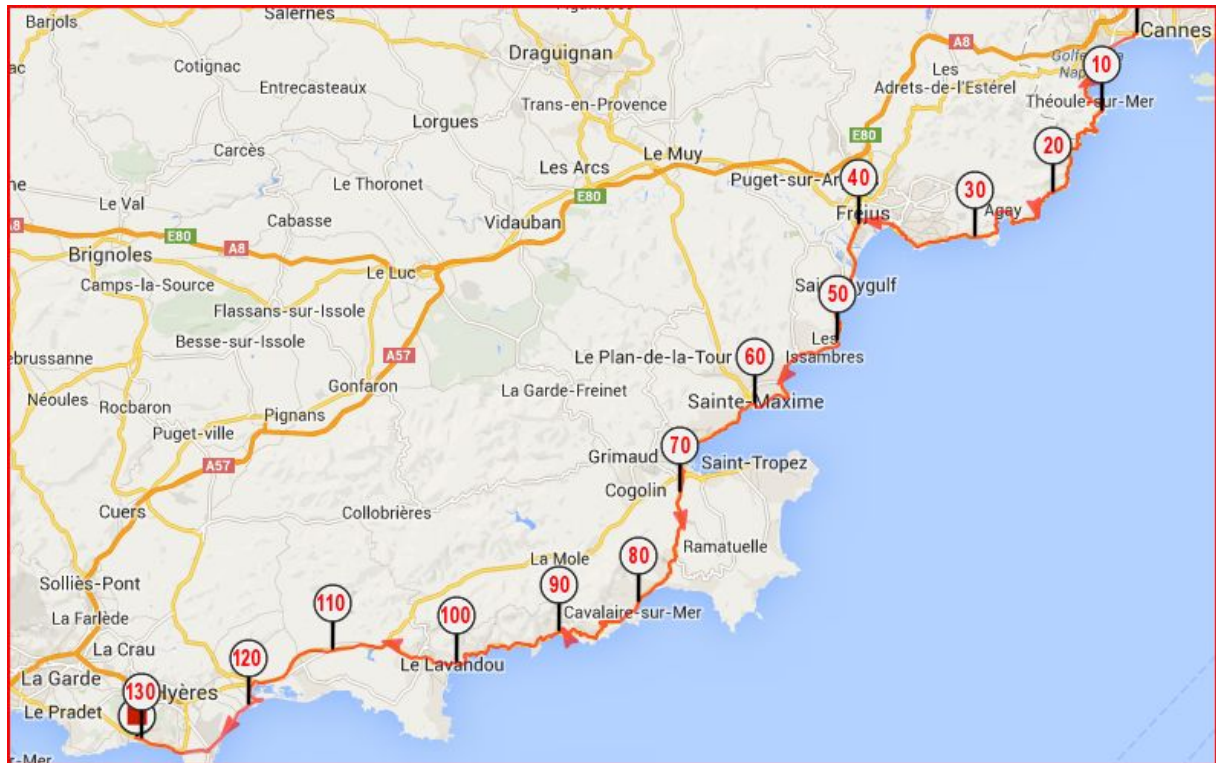 Barjols
Salernes
Draguignan
A8
Cannes
Cotignac
Entrecasteaux
Trans-en-Provence
Lorgues
Les
Adrets-de-l'Estérel
10
Théoule-sur-Mer
Carcès
Les Arcs
Le Muy
E80
20
Le Thoronet
E80
40
30
Le Val
Cabasse
Vidauban
Fréjus
Agay
E80
A8
Brignoles
Le Luc
Camps-la-Source
50
Flassans-sur-Issole
Les
Issambres
Besse-sur-Issole
A57
Le Plan-de-la-Tour
60
Gonfaron
La Garde-Freinet
Néoules
Rocbaron
Pignans
Sainte-Maxime
Puget-ville
70
A57
Grimaud
Saint-Tropez
Cogolin
Cuers
Collobrières
Ramatuelle
La Mole
80
Solliès-Pont
90
Cavalaire-sur-Mer
La Farlède
110
100
La Crau
Le Lavandou
120
La Garde
130
Le Pradet